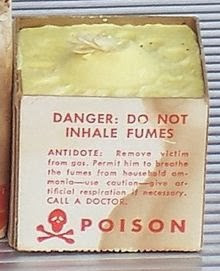 DANGER: DO NOT
INHALE FUMES
ANTIDOTE: Remove victim
from gas. Permit him to breathe
the fumes from household am-
monia—use caution—give ar-
tificial respiration if necessary.
CALL A DOCTOR.
POISON